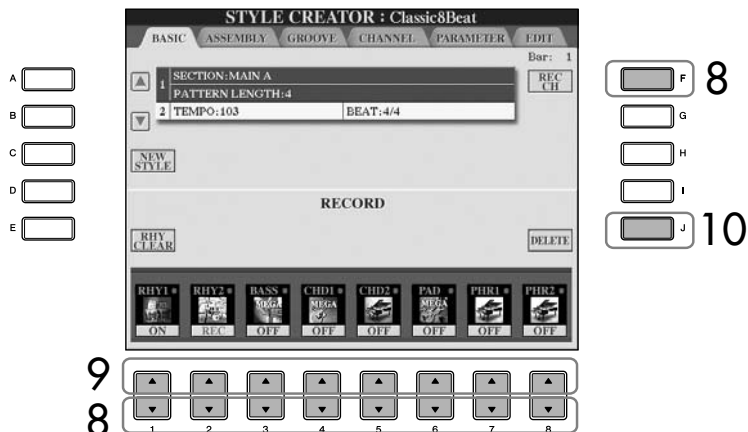 STYLE CREATOR : Classic8Beat
BASIC ASSEMBLY GROOVE CHANNEL PARAMETER EDIT
Bar: 1
1 SECTION:MAIN A
PATTERN LENGTH:4
2 TEMPO:103 BEAT:4/4
REC
CH
NEW
STYLE
RECORD
RHY
CLEAR
DELETE
RHY1 RHY2 BASS CHD1 CHD2 PAD PHR1 PHR2
MEGA MEGA MEGA
ON REC OFF OFF OFF OFF OFF OFF
A
B
C
D
E
F 8
G
H
I
J 10
9
8
1 2 3 4 5 6 7 8